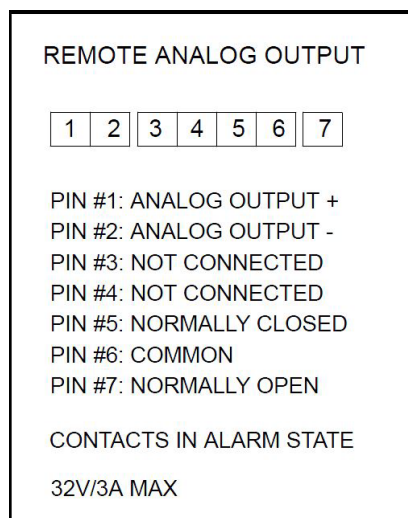 REMOTE ANALOG OUTPUT
1 2 3 4 5 6 7
PIN #1: ANALOG OUTPUT +
PIN #2: ANALOG OUTPUT -
PIN #3: NOT CONNECTED
PIN #4: NOT CONNECTED
PIN #5: NORMALLY CLOSED
PIN #6: COMMON
PIN #7: NORMALLY OPEN
CONTACTS IN ALARM STATE
32V/3A MAX